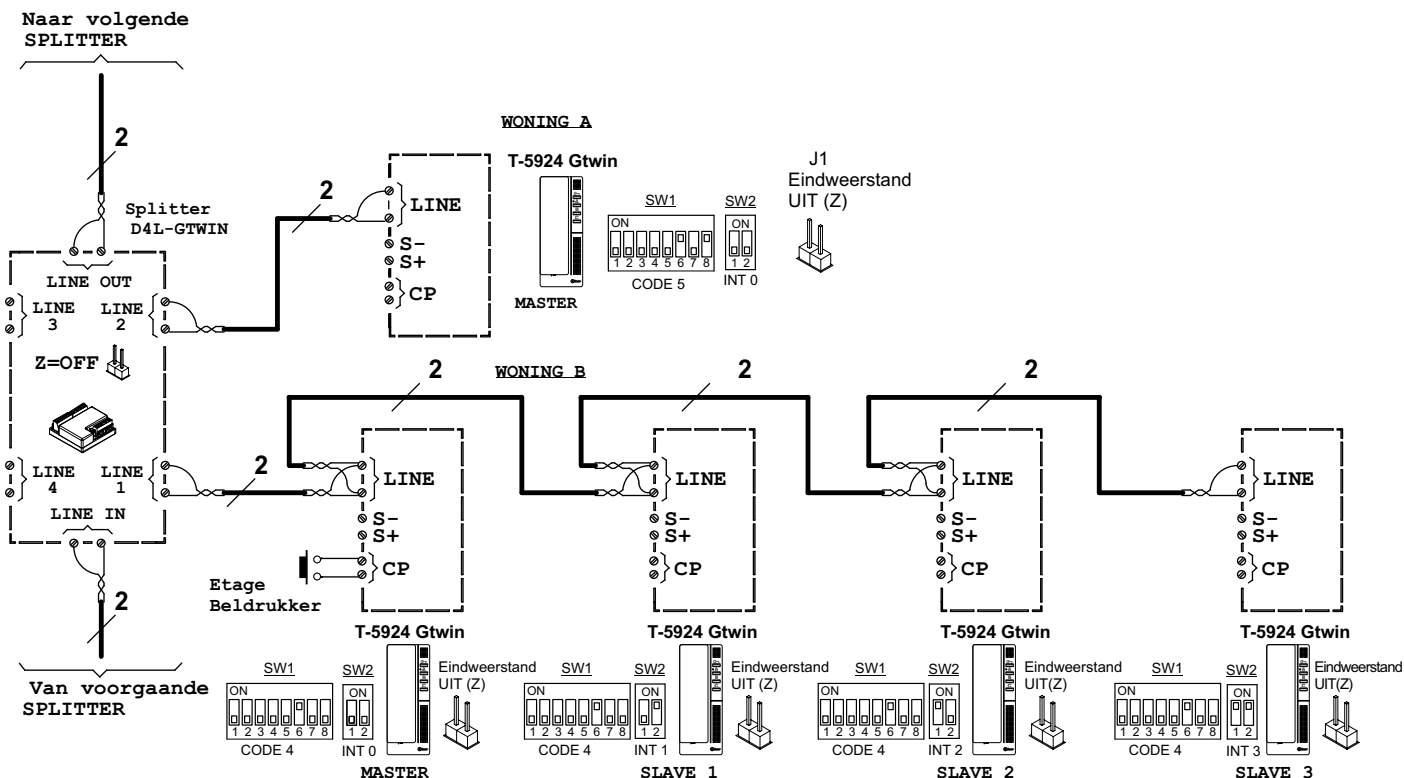 Naar volgende
SPLITTER
2
Splitter
D4L-GTWIN
LINE OUT
LINE
3
LINE
2
Z=OFF
LINE
4
LINE
1
LINE IN
2
Van voorgaande
SPLITTER
WONING A
T-5924 Gtwin
2
LINE
S-
S+
CP
MASTER
SW1
ON
1 2 3 4 5 6 7 8
CODE 5
SW2
ON
1 2
INT 0
J1
Eindweerstand
UIT (Z)
WONING B
2
2
2
2
LINE
S-
S+
CP
Etage
Beldrukker
LINE
S-
S+
CP
LINE
S-
S+
CP
LINE
S-
S+
CP
T-5924 Gtwin
SW1
ON
1 2 3 4 5 6 7 8
CODE 4
SW2
ON
1 2
INT 0
Eindweerstand
UIT (Z)
MASTER
T-5924 Gtwin
SW1
ON
1 2 3 4 5 6 7 8
CODE 4
SW2
ON
1 2
INT 1
Eindweerstand
UIT (Z)
SLAVE 1
T-5924 Gtwin
SW1
ON
1 2 3 4 5 6 7 8
CODE 4
SW2
ON
1 2
INT 2
Eindweerstand
UIT(Z)
SLAVE 2
T-5924 Gtwin
SW1
ON
1 2 3 4 5 6 7 8
CODE 4
SW2
ON
1 2
INT 3
Eindweerstand
UIT(Z)
SLAVE 3